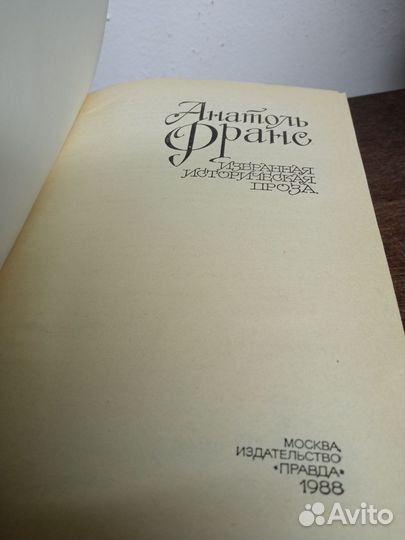 Анатоль
Франс
ИЗБРАННАЯ
ИСТОРИЧЕСКАЯ
ПРОЗА
МОСКВА
ИЗДАТЕЛЬСТВО
«ПРАВДА»
1988
Avito